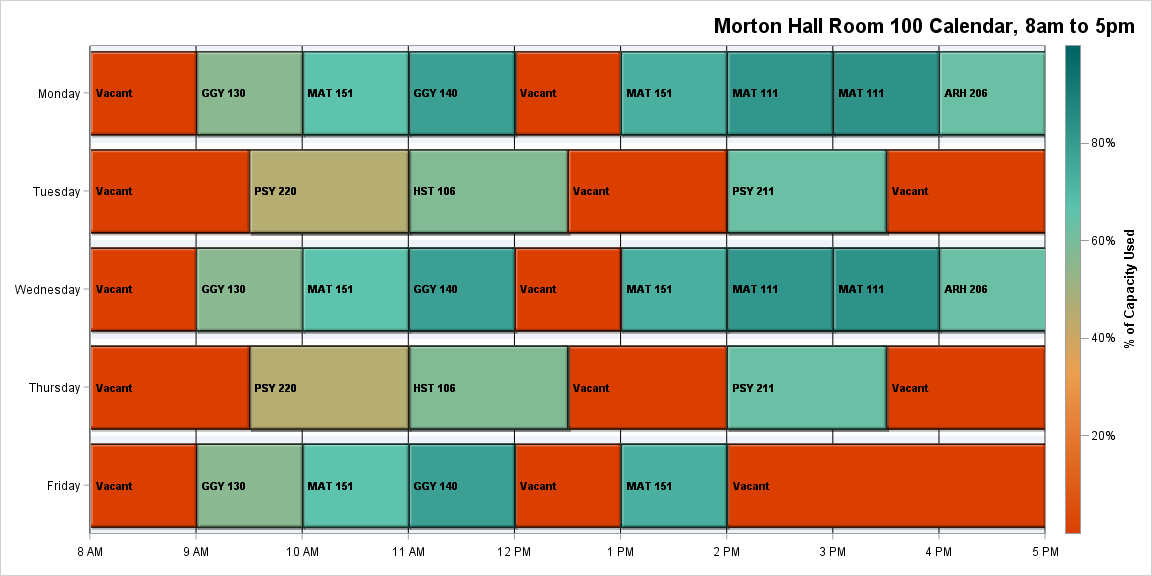 Morton Hall Room 100 Calendar, 8am to 5pm
Monday
Vacant
GGY 130
MAT 151
GGY 140
Vacant
MAT 151
MAT 111
MAT 111
ARH 206
Tuesday
Vacant
PSY 220
HST 106
Vacant
PSY 211
Vacant
Wednesday
Vacant
GGY 130
MAT 151
GGY 140
Vacant
MAT 151
MAT 111
MAT 111
ARH 206
Thursday
Vacant
PSY 220
HST 106
Vacant
PSY 211
Vacant
Friday
Vacant
GGY 130
MAT 151
GGY 140
Vacant
MAT 151
Vacant
8 AM
9 AM
10 AM
11 AM
12 PM
1 PM
2 PM
3 PM
4 PM
5 PM
80%
60%
40%
20%
% of Capacity Used